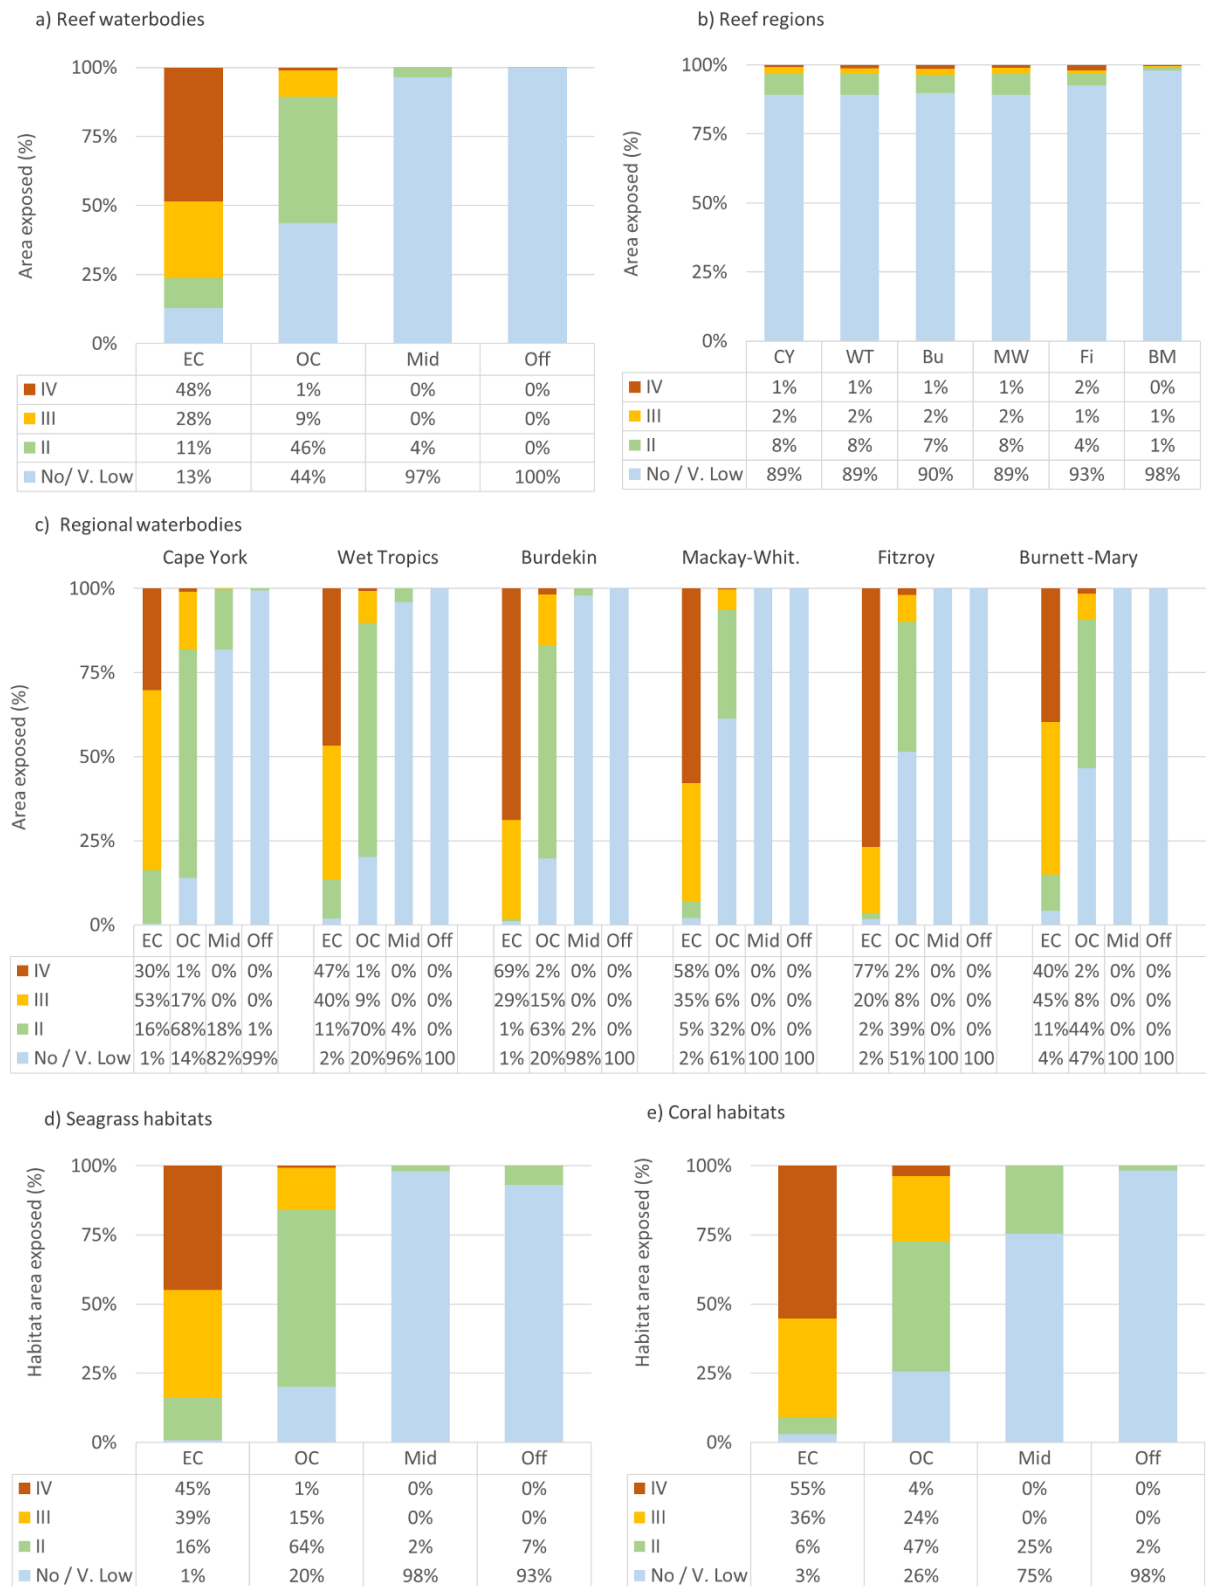 a) Reef waterbodies
Area exposed (%)
100%
75%
50%
25%
0%
EC OC Mid Off
IV 48% 1% 0% 0%
III 28% 9% 0% 0%
II 11% 46% 4% 0%
No/ V. Low 13% 44% 97% 100%
b) Reef regions
Area exposed (%)
100%
75%
50%
25%
0%
CY WT Bu MW Fi BM
IV 1% 1% 1% 1% 2% 0%
III 2% 2% 2% 2% 1% 1%
II 8% 8% 7% 8% 4% 1%
No / V. Low 89% 89% 90% 89% 93% 98%
c) Regional waterbodies
Cape York Wet Tropics Burdekin Mackay-Whit. Fitzroy Burnett -Mary
Area exposed (%)
100%
75%
50%
25%
0%
EC OC Mid Off EC OC Mid Off EC OC Mid Off EC OC Mid Off EC OC Mid Off EC OC Mid Off
IV 30% 1% 0% 0% 47% 1% 0% 0% 69% 2% 0% 0% 58% 0% 0% 0% 77% 2% 0% 0% 40% 2% 0% 0%
III 53% 17% 0% 0% 40% 9% 0% 0% 29% 15% 0% 0% 35% 6% 0% 0% 20% 8% 0% 0% 45% 8% 0% 0%
II 16% 68% 18% 1% 11% 70% 4% 0% 1% 63% 2% 0% 5% 32% 0% 0% 2% 39% 0% 0% 11% 44% 0% 0%
No / V. Low 1% 14% 82% 99% 2% 20% 96% 100 1% 20% 98% 100 2% 61% 100 100 2% 51% 100 100 4% 47% 100 100
d) Seagrass habitats
Habitat area exposed (%)
100%
75%
50%
25%
0%
EC OC Mid Off
IV 45% 1% 0% 0%
III 39% 15% 0% 0%
II 16% 64% 2% 7%
No / V. Low 1% 20% 98% 93%
e) Coral habitats
Habitat area exposed (%)
100%
75%
50%
25%
0%
EC OC Mid Off
IV 55% 4% 0% 0%
III 36% 24% 0% 0%
II 6% 47% 25% 2%
No / V. Low 3% 26% 75% 98%